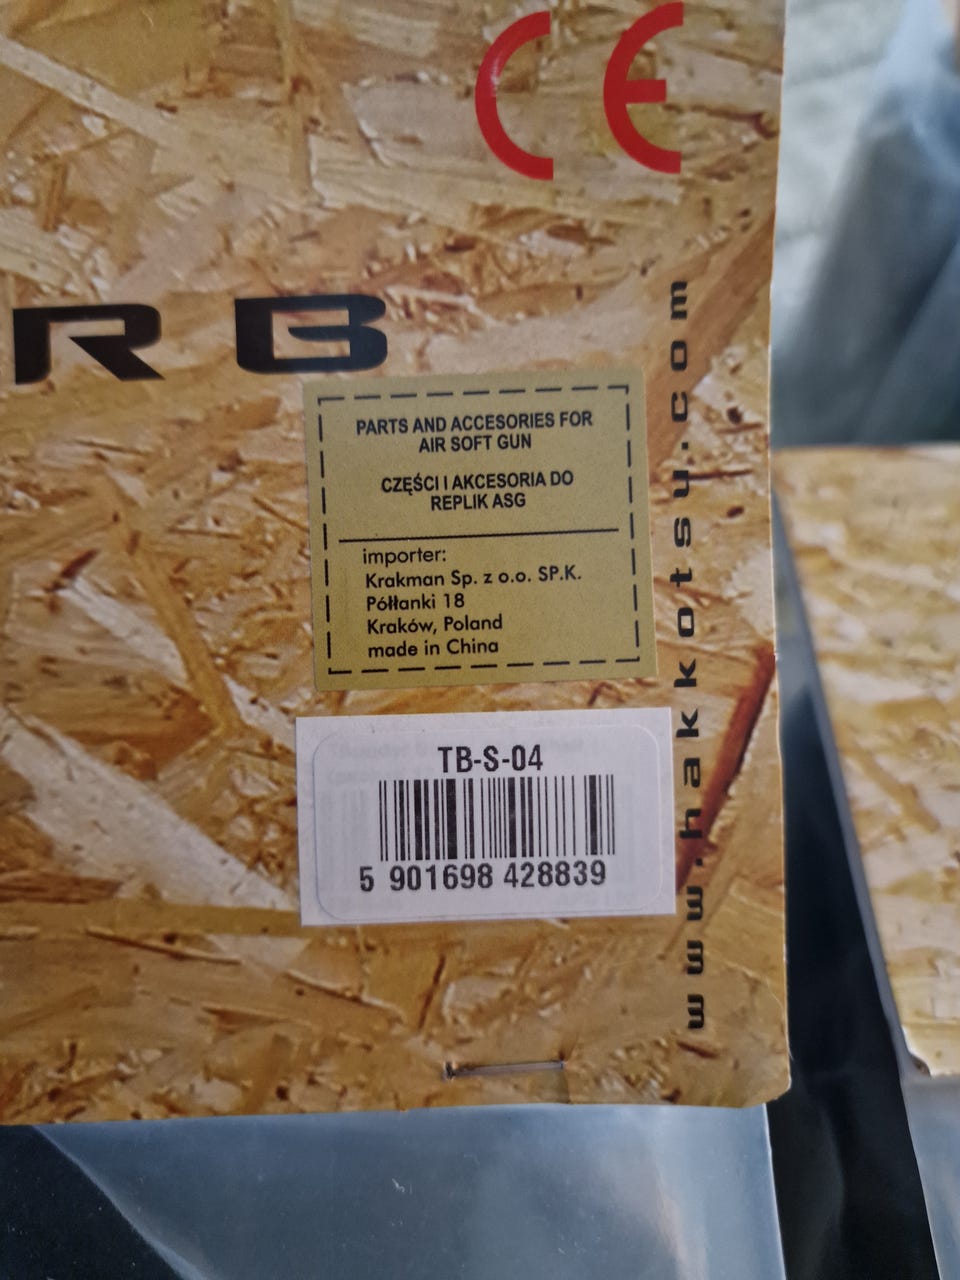 CE
RB
PARTS AND ACCESORIES FOR
AIR SOFT GUN
CZĘŚCI I AKCESORIA DO
REPLIK ASG
importer:
Krakman Sp. z o.o. SP.K.
Półłanki 18
Kraków, Poland
made in China
www.hakkotsu.com
TB-S-04
5 901698 428839